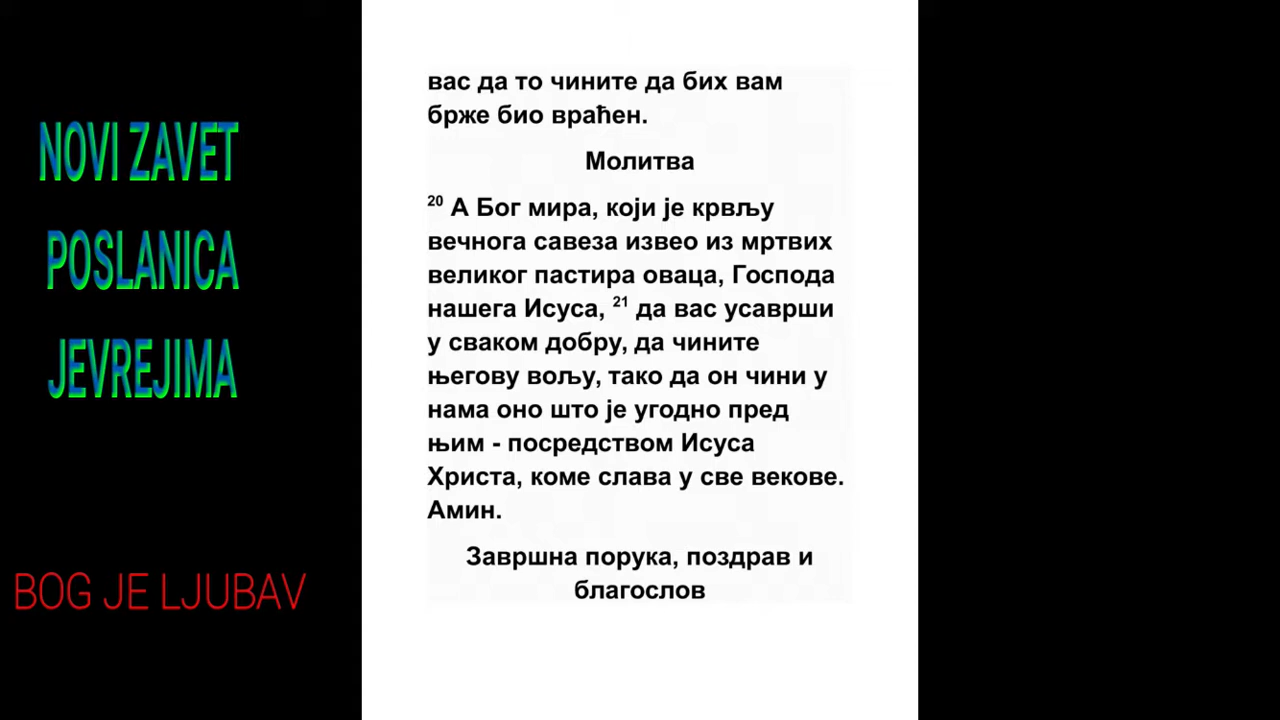 NOVI ZAVET
POSLANICA
JEVREJIMA
BOG JE LJUBAV
вас да то чините да бих вам
брже био враћен.
Молитва
20 А Бог мира, који је крвљу
вечнога савеза извео из мртвих
великог пастира оваца, Господа
нашега Исуса, 21 да вас усаврши
у сваком добру, да чините
његову вољу, тако да он чини у
нама оно што је угодно пред
њим - посредством Исуса
Христа, коме слава у све векове.
Амин.
Завршна порука, поздрав и
благослов